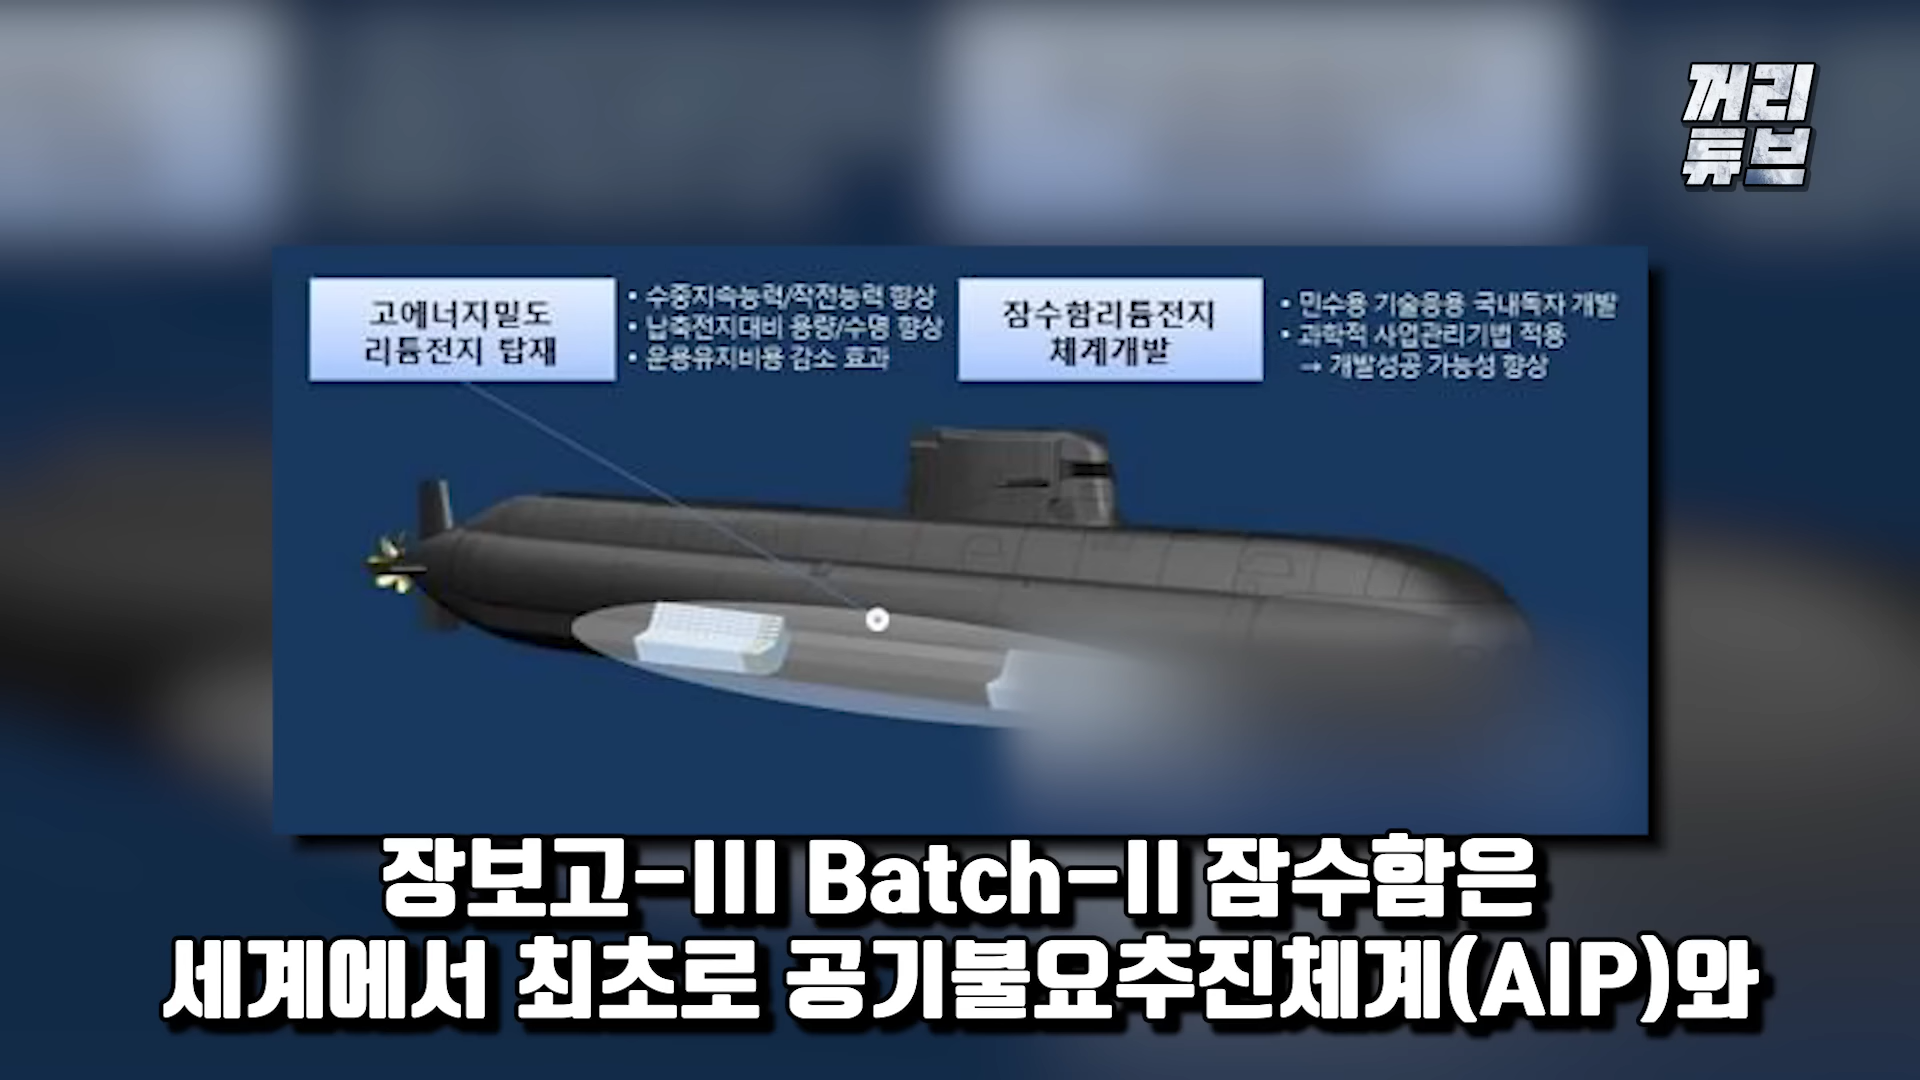 꺼리
튜브
고에너지밀도
리튬전지 탑재
• 수중지속능력/작전능력 향상
• 납축전지대비 용량/수명 향상
• 운용유지비용 감소 효과
잠수함리튬전지
체계개발
• 민수용 기술응용 국내독자 개발
• 과학적 사업관리기법 적용
→ 개발성공 가능성 향상
장보고-III Batch-II 잠수함은
세계에서 최초로 공기불요추진체계(AIP)와